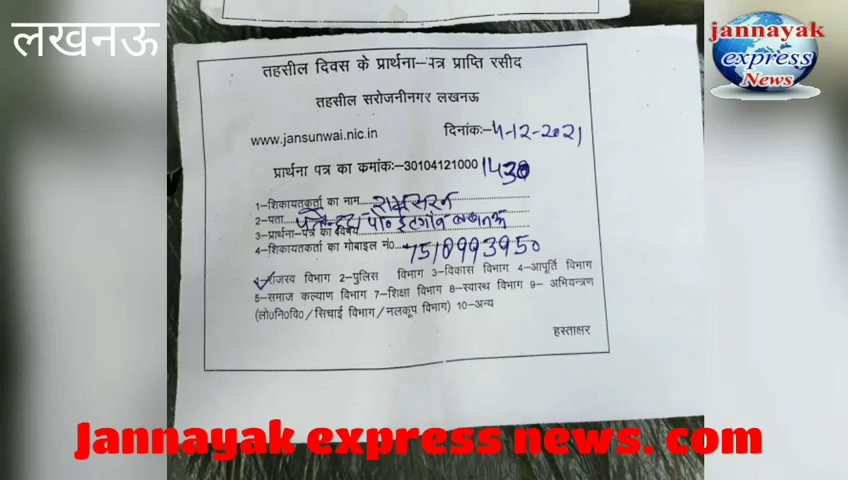 लखनऊ
jannayak
express
News
तहसील दिवस के प्रार्थना-पत्र प्राप्ति रसीद
तहसील सरोजनीनगर लखनऊ
www.jansunwai.nic.in दिनांक:-4-12-2021
प्रार्थना पत्र का कमांक:-30104121000 1430
1-शिकायतकर्ता का नाम रामसरन
2-पता
3-प्रार्थना-पत्र का विषय
4-शिकायतकर्ता का मोबाइल नं० 7518993950
राजस्व विभाग 2-पुलिस विभाग 3-विकास विभाग 4-आपूर्ति विभाग
5-समाज कल्याण विभाग 7-शिक्षा विभाग 8-स्वास्थ विभाग 9- अभियन्त्रण
(लो0नि0वि0/सिचाई विभाग/नलकूप विभाग) 10-अन्य
हस्ताक्षर
Jannayak express news. com